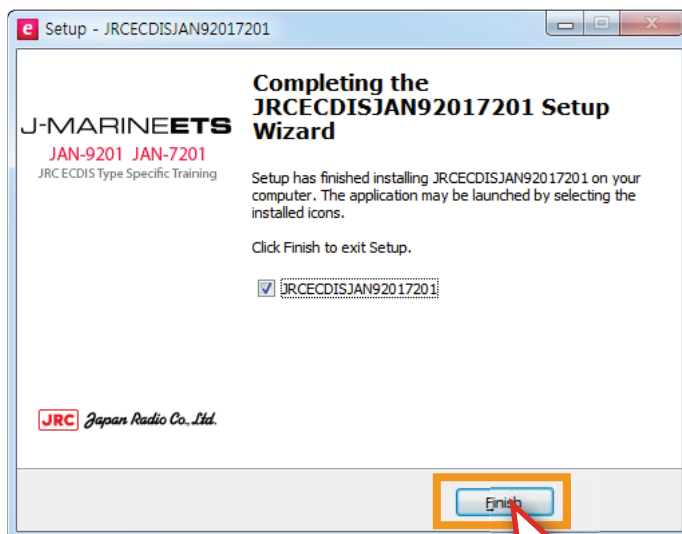 e Setup - JRCECDISJAN92017201
J-MARINEETS
JAN-9201 JAN-7201
JRC ECDIS Type Specific Training
Completing the
JRCECDISJAN92017201 Setup
Wizard
Setup has finished installing JRCECDISJAN92017201 on your
computer. The application may be launched by selecting the
installed icons.
Click Finish to exit Setup.
JRCECDISJAN92017201
JRC Japan Radio Co., Ltd.
Finish